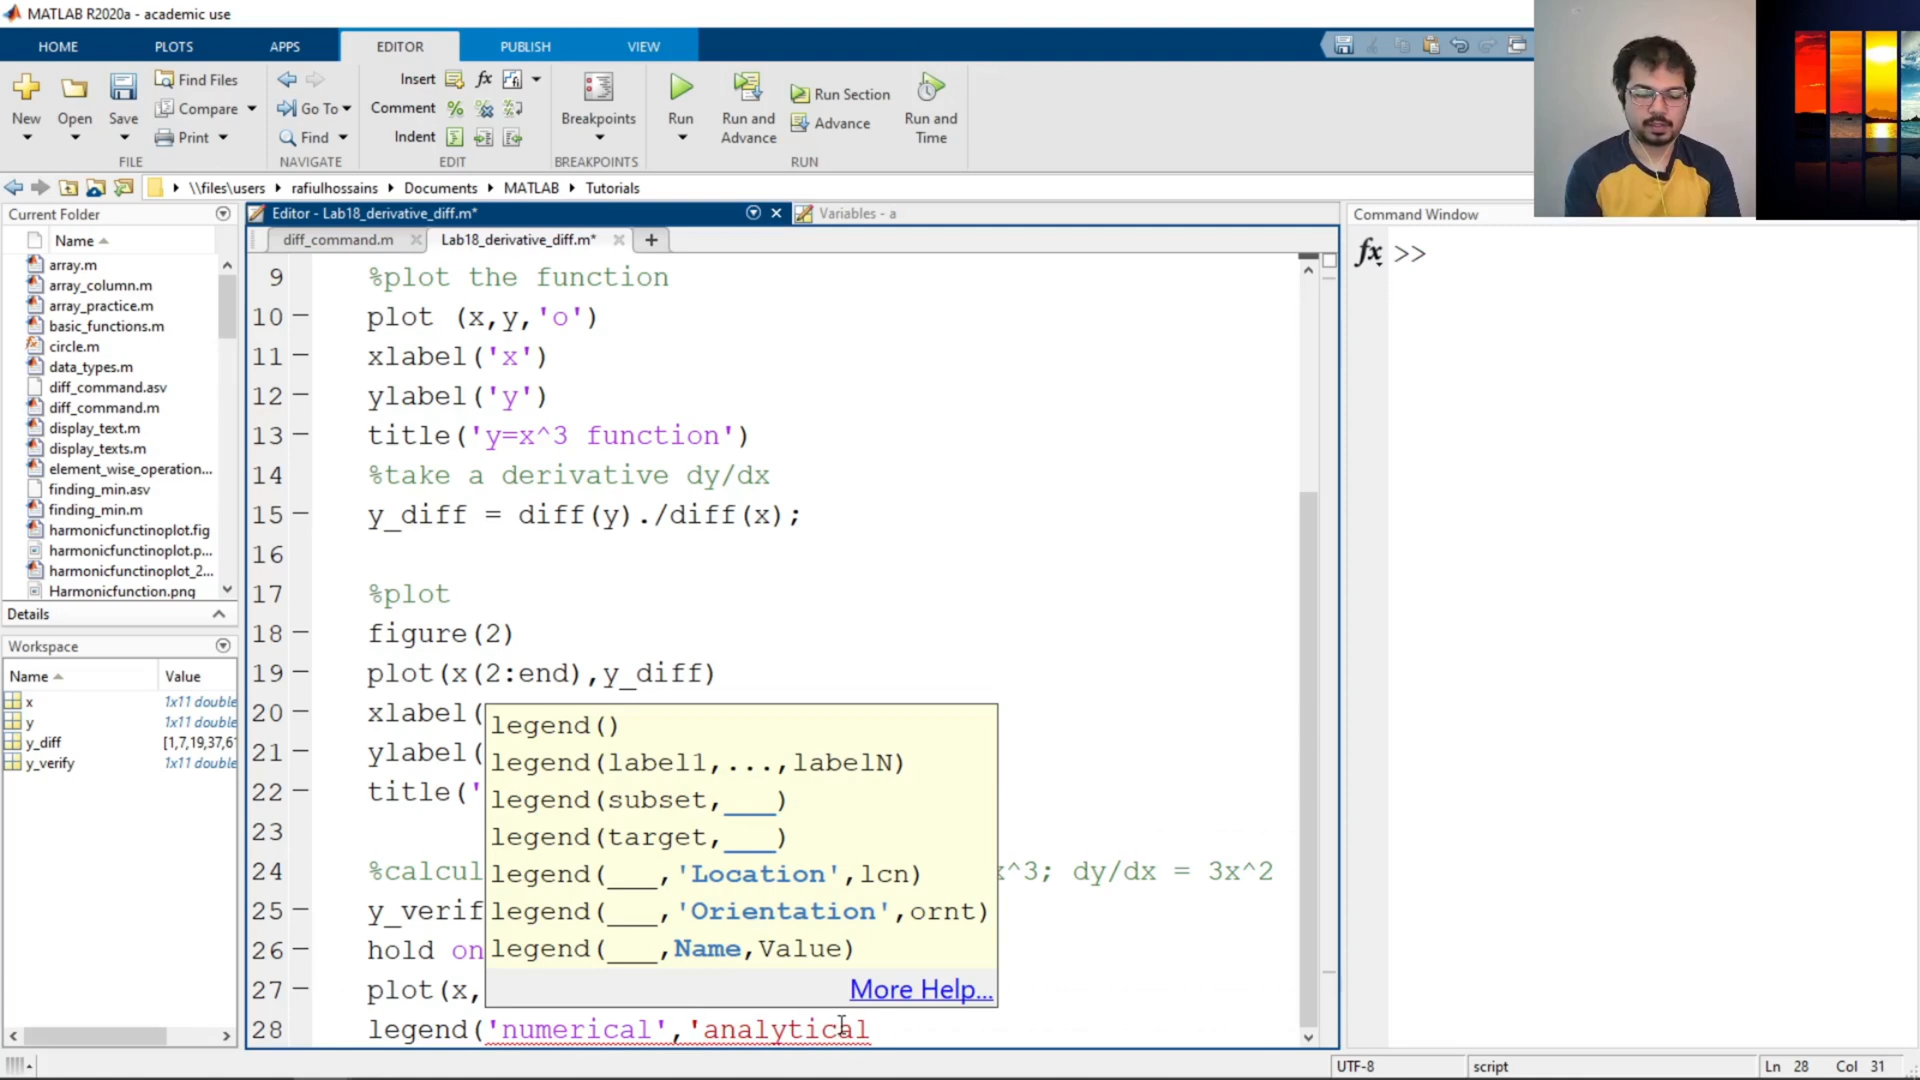 MATLAB R2020a - academic use
HOME PLOTS APPS EDITOR PUBLISH VIEW
New Open Save Find Files Compare Print
FILE
Go To Find
NAVIGATE
Insert fx
Comment %
Indent
EDIT
Breakpoints
BREAKPOINTS
Run Run and Advance Run Section Advance Run and Time
RUN
\\files\users rafiulhossains Documents MATLAB Tutorials
Current Folder
Name
array.m
array_column.m
array_practice.m
basic_functions.m
circle.m
data_types.m
diff_command.asv
diff_command.m
display_text.m
display_texts.m
element_wise_operation...
finding_min.asv
finding_min.m
harmonicfunctinoplot.fig
harmonicfunctinoplot.p...
harmonicfunctinoplot_2...
Harmonicfunction.png
Details
Workspace
Name Value
x 1x11 double
y 1x11 double
y_diff [1,7,19,37,61
y_verify 1x11 double
Editor - Lab18_derivative_diff.m* Variables - a
diff_command.m Lab18_derivative_diff.m*
9 %plot the function
10 plot (x,y,'o')
11 xlabel('x')
12 ylabel('y')
13 title('y=x^3 function')
14 %take a derivative dy/dx
15 y_diff = diff(y)./diff(x);
16
17 %plot
18 figure(2)
19 plot(x(2:end),y_diff)
20 xlabel(
21 ylabel(
22 title('
23
24 %calcul x^3; dy/dx = 3x^2
25 y_verif
26 hold on
27 plot(x,
28 legend('numerical','analytical
legend()
legend(label1,...,labelN)
legend(subset,___)
legend(target,___)
legend(___,'Location',lcn)
legend(___,'Orientation',ornt)
legend(___,Name,Value)
More Help...
Command Window
fx >>
UTF-8 script Ln 28 Col 31